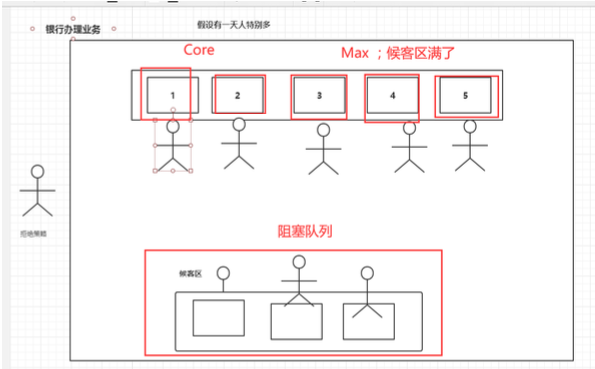 假设有一天人特别多
银行办理业务
Core
Max ；候客区满了
1
2
3
4
5
拒绝策略
阻塞队列
候客区